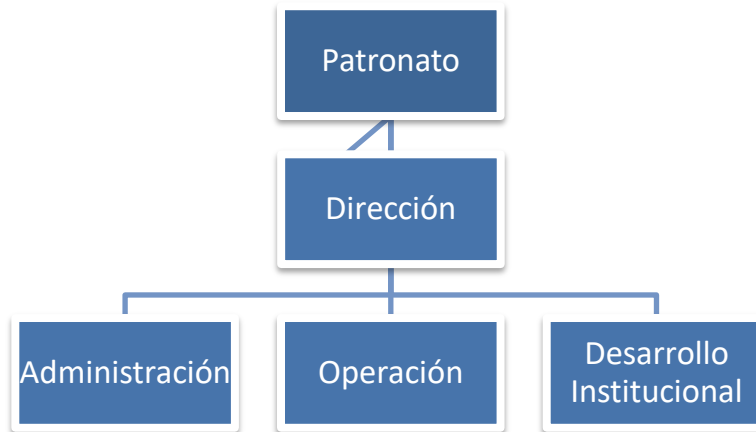 Patronato
Dirección
Administración
Operación
Desarrollo
Institucional